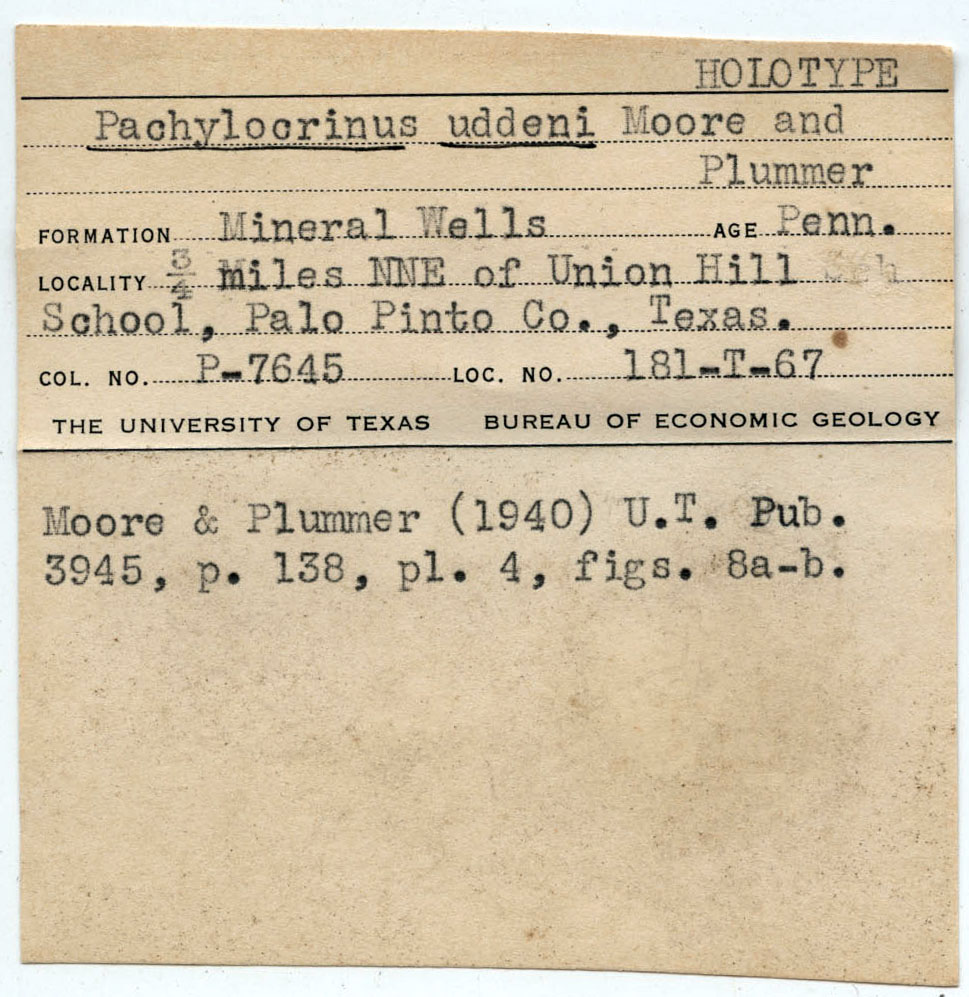 HOLOTYPE
Pachylocrinus uddeni Moore and
Plummer
FORMATION Mineral Wells AGE Penn.
LOCALITY 3/4 miles NNE of Union Hill
School, Palo Pinto Co., Texas.
COL. NO. P-7645 LOC. NO. 181-T-67
THE UNIVERSITY OF TEXAS BUREAU OF ECONOMIC GEOLOGY
Moore & Plummer (1940) U.T. Pub.
3945, p. 138, pl. 4, figs. 8a-b.